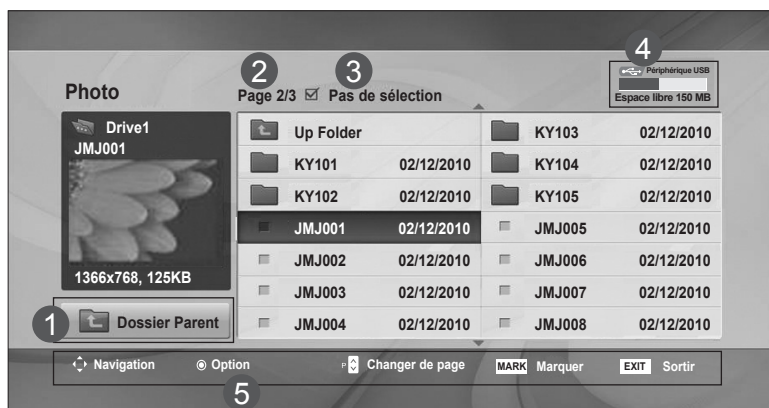 4
Périphérique USB
Espace libre 150 MB
2 3
Photo
Page 2/3 Pas de sélection
Drive1
JMJ001
1366x768, 125KB
1 Dossier Parent
Up Folder
KY101 02/12/2010
KY102 02/12/2010
JMJ001 02/12/2010
JMJ002 02/12/2010
JMJ003 02/12/2010
JMJ004 02/12/2010
KY103 02/12/2010
KY104 02/12/2010
KY105 02/12/2010
JMJ005 02/12/2010
JMJ006 02/12/2010
JMJ007 02/12/2010
JMJ008 02/12/2010
Navigation Option P Changer de page MARK Marquer EXIT Sortir
5